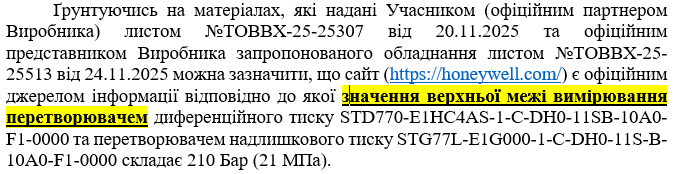 Ґрунтуючись на матеріалах, які надані Учасником (офіційним партнером
Виробника) листом №ТОВВХ-25-25307 від 20.11.2025 та офіційним
представником Виробника запропонованого обладнання листом №ТОВВХ-25-
25513 від 24.11.2025 можна зазначити, що сайт (https://honeywell.com/) є офіційним
джерелом інформації відповідно до якої значення верхньої межі вимірювання
перетворювачем диференційного тиску STD770-E1HC4AS-1-C-DH0-11SB-10A0-
F1-0000 та перетворювачем надлишкового тиску STG77L-E1G000-1-C-DH0-11S-B-
10A0-F1-0000 складає 210 Бар (21 МПа).